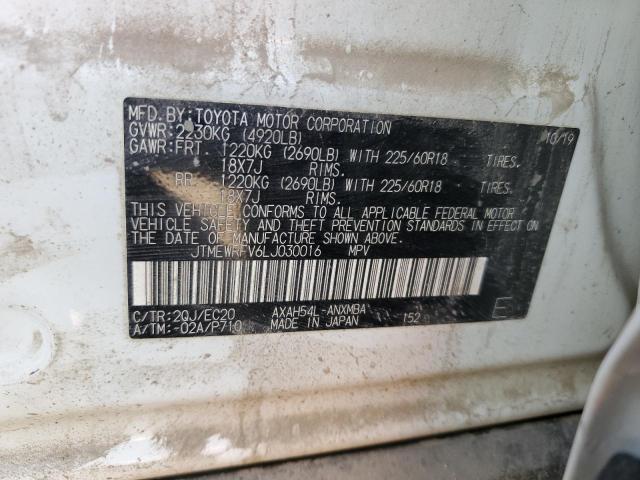 MFD.BY:TOYOTA MOTOR CORPORATION 10/19
GVWR: 2230KG (4920LB)
GAWR:FRT. 1220KG (2690LB) WITH 225/60R18 TIRES.
18X7J RIMS.
RR. 1220KG (2690LB) WITH 225/60R18 TIRES.
18X7J RIMS.
THIS VEHICLE CONFORMS TO ALL APPLICABLE FEDERAL MOTOR
VEHICLE SAFETY AND THEFT PREVENTION STANDARDS IN EFFECT ON
THE DATE OF MANUFACTURE SHOWN ABOVE.
JTMEWRFV6LJ030016 MPV
C/TR:2QJ/EC20 AXAH54L-ANXMBA
A/TM:-02A/P710 MADE IN JAPAN 152 E